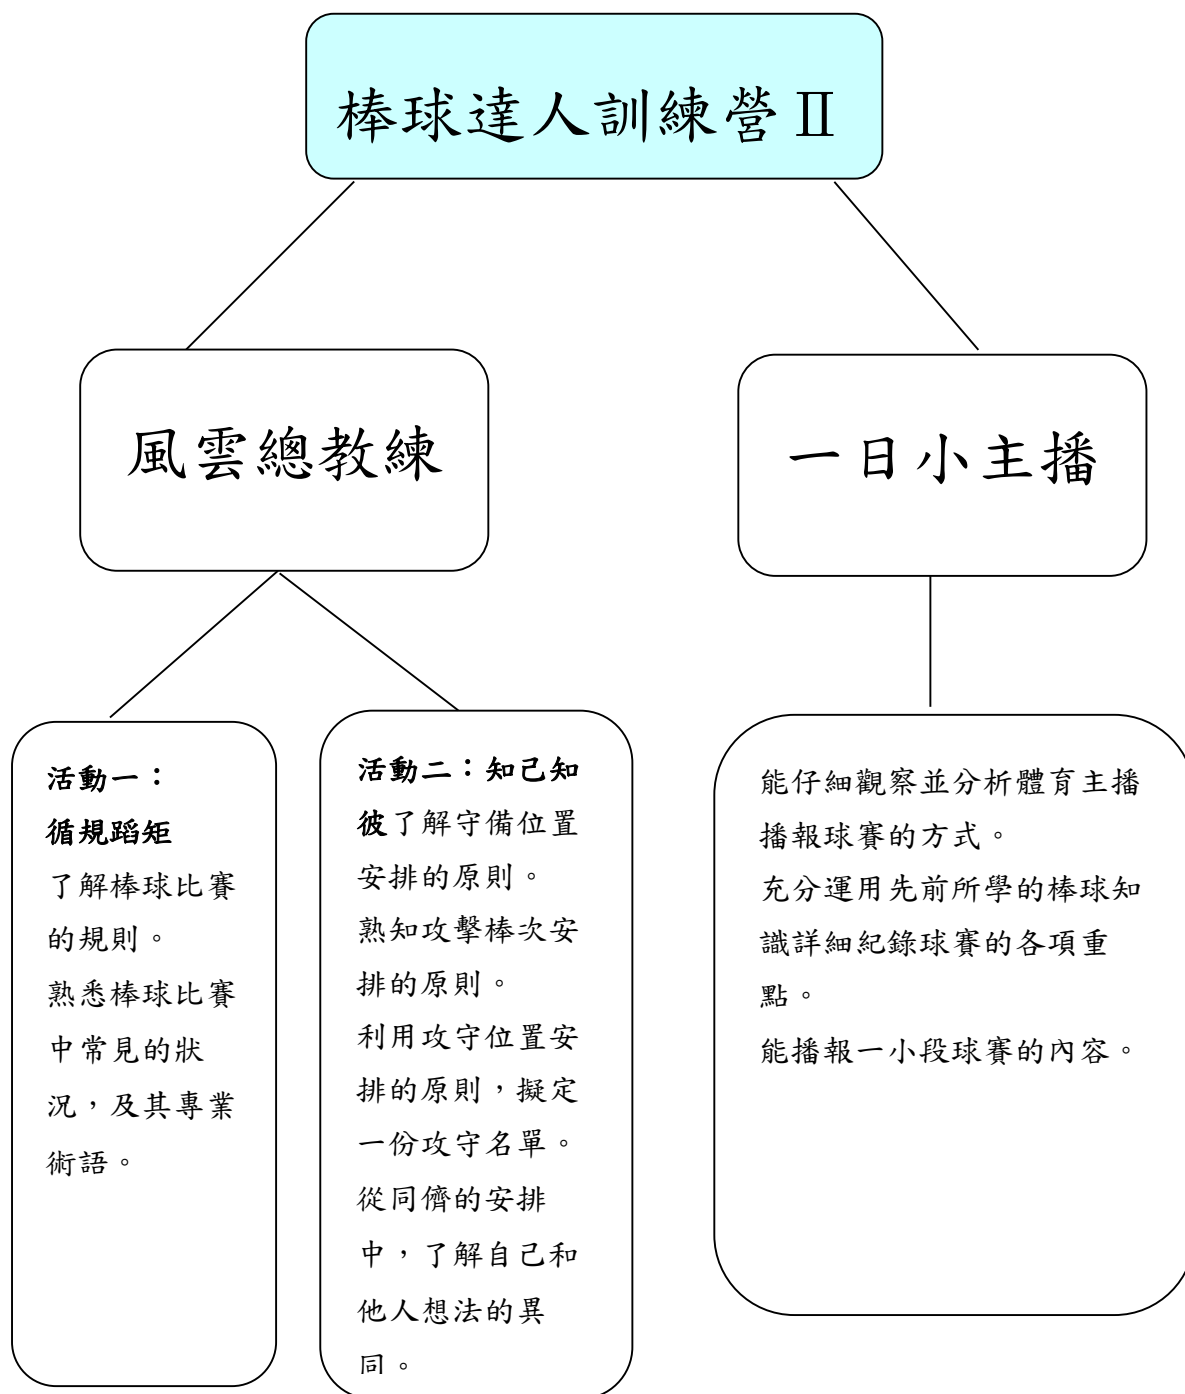 棒球達人訓練營Ⅱ
風雲總教練
一日小主播
活動一：
循規蹈矩
了解棒球比賽
的規則。
熟悉棒球比賽
中常見的狀
況，及其專業
術語。
活動二：知己知
彼了解守備位置
安排的原則。
熟知攻擊棒次安
排的原則。
利用攻守位置安
排的原則，擬定
一份攻守名單。
從同儕的安排
中，了解自己和
他人想法的異
同。
能仔細觀察並分析體育主播
播報球賽的方式。
充分運用先前所學的棒球知
識詳細紀錄球賽的各項重
點。
能播報一小段球賽的內容。